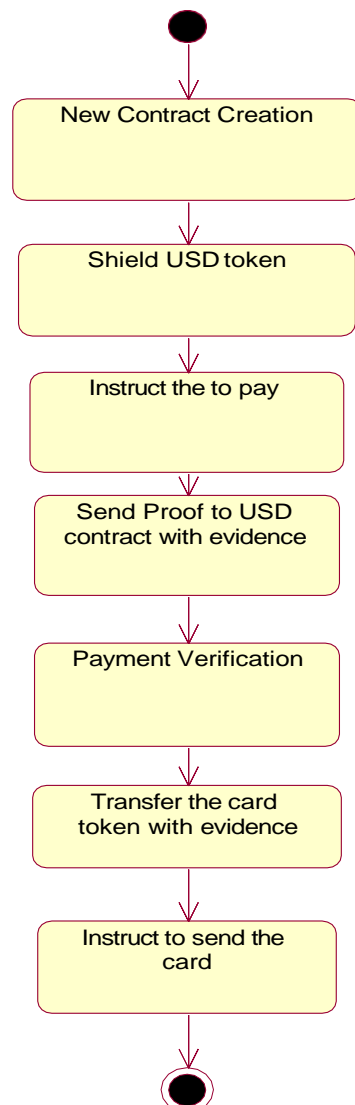 New Contract Creation
Shield USD token
Instruct the to pay
Send Proof to USD
contract with evidence
Payment Verification
Transfer the card
token with evidence
Instruct to send the
card